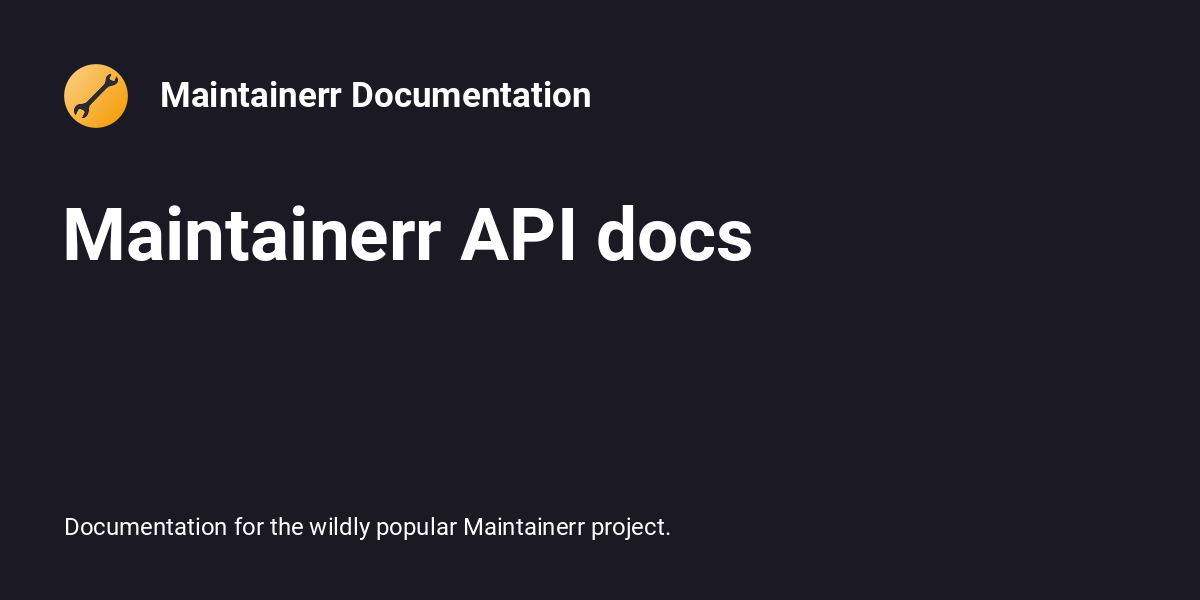 Maintainerr Documentation
Maintainerr API docs
Documentation for the wildly popular Maintainerr project.